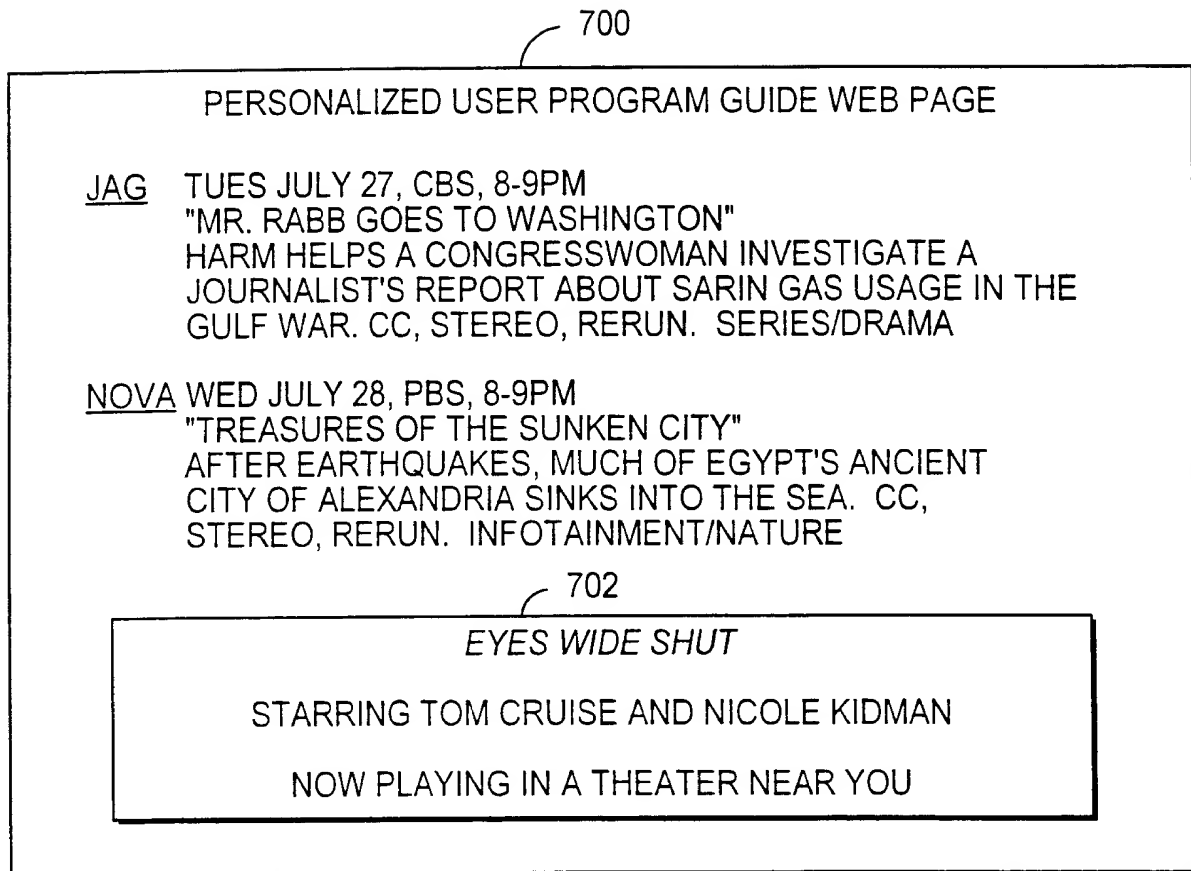 700
PERSONALIZED USER PROGRAM GUIDE WEB PAGE
JAG TUES JULY 27, CBS, 8-9PM
"MR. RABB GOES TO WASHINGTON"
HARM HELPS A CONGRESSWOMAN INVESTIGATE A
JOURNALIST'S REPORT ABOUT SARIN GAS USAGE IN THE
GULF WAR. CC, STEREO, RERUN. SERIES/DRAMA
NOVA WED JULY 28, PBS, 8-9PM
"TREASURES OF THE SUNKEN CITY"
AFTER EARTHQUAKES, MUCH OF EGYPT'S ANCIENT
CITY OF ALEXANDRIA SINKS INTO THE SEA. CC,
STEREO, RERUN. INFOTAINMENT/NATURE
702
EYES WIDE SHUT
STARRING TOM CRUISE AND NICOLE KIDMAN
NOW PLAYING IN A THEATER NEAR YOU